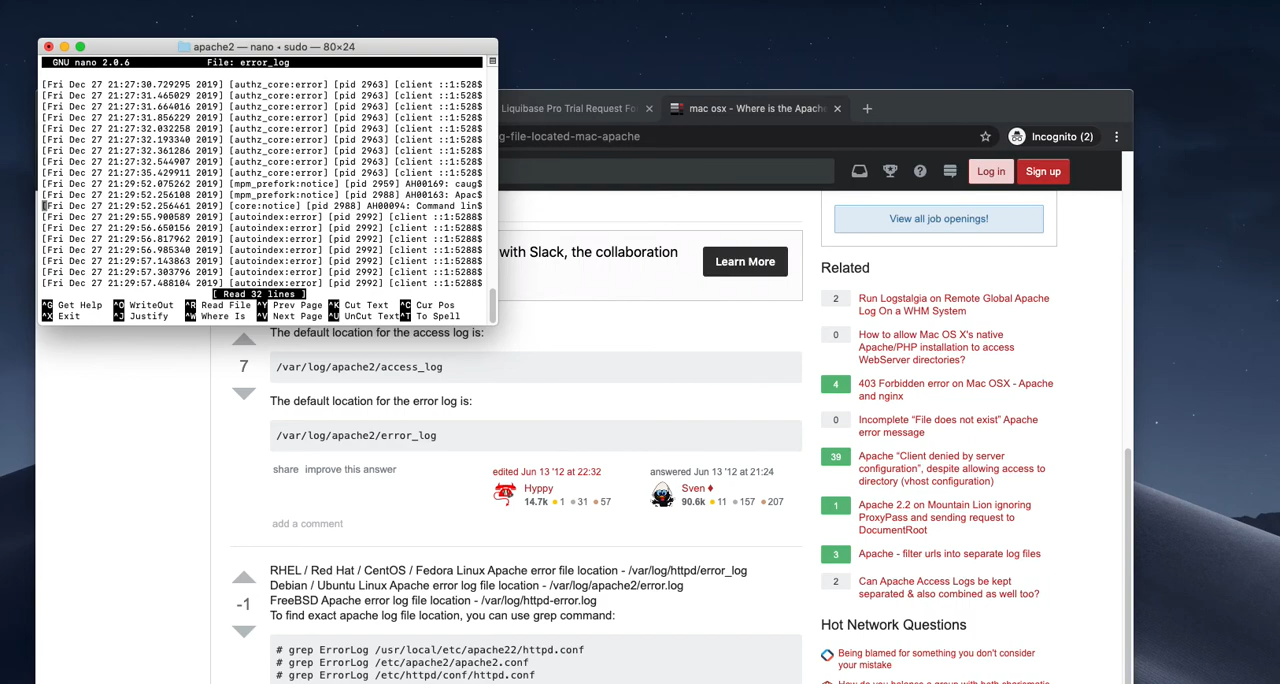 apache2 — nano ◂ sudo — 80×24
GNU nano 2.0.6 File: error_log
[Fri Dec 27 21:27:30.729295 2019] [authz_core:error] [pid 2963] [client ::1:528$
[Fri Dec 27 21:27:31.465029 2019] [authz_core:error] [pid 2963] [client ::1:528$
[Fri Dec 27 21:27:31.664016 2019] [authz_core:error] [pid 2963] [client ::1:528$
[Fri Dec 27 21:27:31.856229 2019] [authz_core:error] [pid 2963] [client ::1:528$
[Fri Dec 27 21:27:32.032258 2019] [authz_core:error] [pid 2963] [client ::1:528$
[Fri Dec 27 21:27:32.193340 2019] [authz_core:error] [pid 2963] [client ::1:528$
[Fri Dec 27 21:27:32.361286 2019] [authz_core:error] [pid 2963] [client ::1:528$
[Fri Dec 27 21:27:32.544907 2019] [authz_core:error] [pid 2963] [client ::1:528$
[Fri Dec 27 21:27:35.429911 2019] [authz_core:error] [pid 2963] [client ::1:528$
[Fri Dec 27 21:29:52.075262 2019] [mpm_prefork:notice] [pid 2959] AH00169: caug$
[Fri Dec 27 21:29:52.256108 2019] [mpm_prefork:notice] [pid 2988] AH00163: Apac$
[Fri Dec 27 21:29:52.256461 2019] [core:notice] [pid 2988] AH00094: Command lin$
[Fri Dec 27 21:29:55.900589 2019] [autoindex:error] [pid 2992] [client ::1:5288$
[Fri Dec 27 21:29:56.650156 2019] [autoindex:error] [pid 2992] [client ::1:5288$
[Fri Dec 27 21:29:56.817962 2019] [autoindex:error] [pid 2992] [client ::1:5288$
[Fri Dec 27 21:29:56.985340 2019] [autoindex:error] [pid 2992] [client ::1:5288$
[Fri Dec 27 21:29:57.143863 2019] [autoindex:error] [pid 2992] [client ::1:5288$
[Fri Dec 27 21:29:57.303796 2019] [autoindex:error] [pid 2992] [client ::1:5288$
[Fri Dec 27 21:29:57.488104 2019] [autoindex:error] [pid 2992] [client ::1:5288$
[ Read 32 lines ]
^G Get Help ^O WriteOut ^R Read File ^Y Prev Page ^K Cut Text ^C Cur Pos
^X Exit ^J Justify ^W Where Is ^V Next Page ^U UnCut Text ^T To Spell
Liquibase Pro Trial Request Fo
mac osx - Where is the Apach
g-file-located-mac-apache
Incognito (2)
Log in
Sign up
with Slack, the collaboration
Learn More
The default location for the access log is:
7
/var/log/apache2/access_log
The default location for the error log is:
/var/log/apache2/error_log
share improve this answer
edited Jun 13 '12 at 22:32
Hyppy
14.7k 1 31 57
answered Jun 13 '12 at 21:24
Sven ♦
90.6k 11 157 207
add a comment
-1
RHEL / Red Hat / CentOS / Fedora Linux Apache error file location - /var/log/httpd/error_log
Debian / Ubuntu Linux Apache error log file location - /var/log/apache2/error.log
FreeBSD Apache error log file location - /var/log/httpd-error.log
To find exact apache log file location, you can use grep command:
# grep ErrorLog /usr/local/etc/apache22/httpd.conf
# grep ErrorLog /etc/apache2/apache2.conf
# grep ErrorLog /etc/httpd/conf/httpd.conf
View all job openings!
Related
2 Run Logstalgia on Remote Global Apache
Log On a WHM System
0 How to allow Mac OS X's native
Apache/PHP installation to access
WebServer directories?
4 403 Forbidden error on Mac OSX - Apache
and nginx
0 Incomplete “File does not exist” Apache
error message
39 Apache “Client denied by server
configuration”, despite allowing access to
directory (vhost configuration)
1 Apache 2.2 on Mountain Lion ignoring
ProxyPass and sending request to
DocumentRoot
3 Apache - filter urls into separate log files
2 Can Apache Access Logs be kept
separated & also combined as well too?
Hot Network Questions
Being blamed for something you don't consider
your mistake